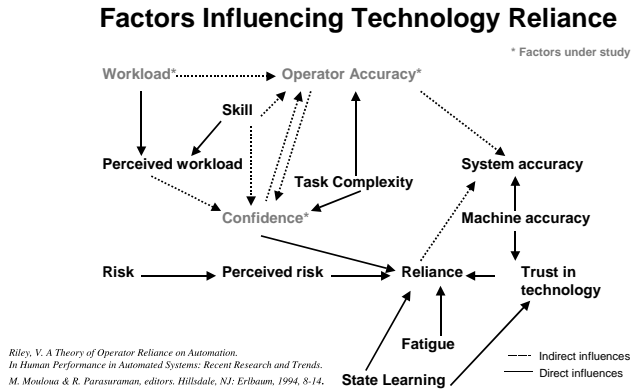 Factors Influencing Technology Reliance
* Factors under study
Workload*
Operator Accuracy*
Skill
Perceived workload
System accuracy
Task Complexity
Confidence*
Machine accuracy
Risk
Perceived risk
Reliance
Trust in
technology
Fatigue
State Learning
Indirect influences
Direct influences
Riley, V. A Theory of Operator Reliance on Automation.
In Human Performance in Automated Systems: Recent Research and Trends.
M. Mouloua & R. Parasuraman, editors. Hillsdale, NJ: Erlbaum, 1994, 8-14.